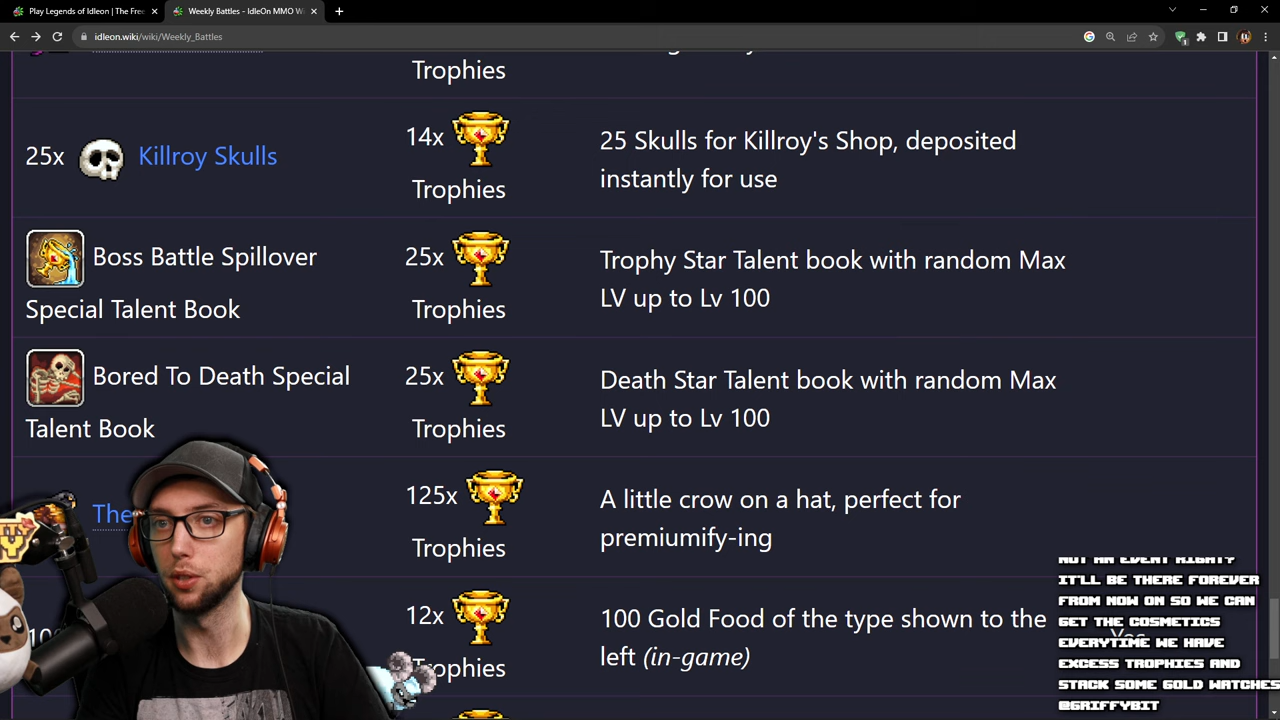 Play Legends of Idleon | The Free
Weekly Battles - IdleOn MMO W
idleon.wiki/wiki/Weekly_Battles
Trophies
25x Killroy Skulls
14x
Trophies
25 Skulls for Killroy's Shop, deposited
instantly for use
Boss Battle Spillover
Special Talent Book
25x
Trophies
Trophy Star Talent book with random Max
LV up to Lv 100
Bored To Death Special
Talent Book
25x
Trophies
Death Star Talent book with random Max
LV up to Lv 100
The
125x
Trophies
A little crow on a hat, perfect for
premiumify-ing
12x
Trophies
100 Gold Food of the type shown to the
left (in-game)
IT'LL BE THERE FOREVER
FROM NOW ON SO WE CAN
GET THE COSMETICS
EVERYTIME WE HAVE
EXCESS TROPHIES AND
STACK SOME GOLD WATCHES
@GRIFFYBIT